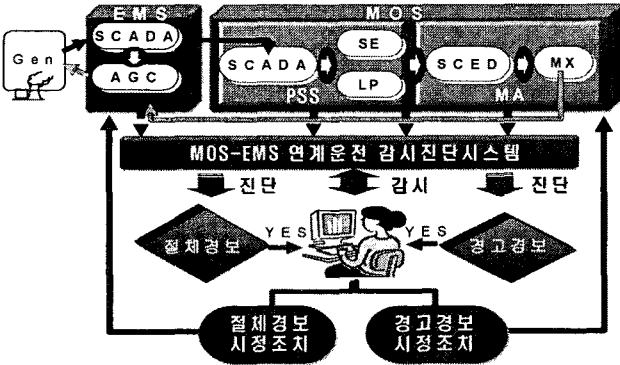 EMS
MOS
Gen
SCADA
AGC
SCADA
SE
LP
SCED
MX
PSS
MA
MOS-EMS 연계운전 감시진단시스템
진단
감시
진단
절체경보
YES
YES
경고경보
절체경보
시정조치
경고경보
시정조치